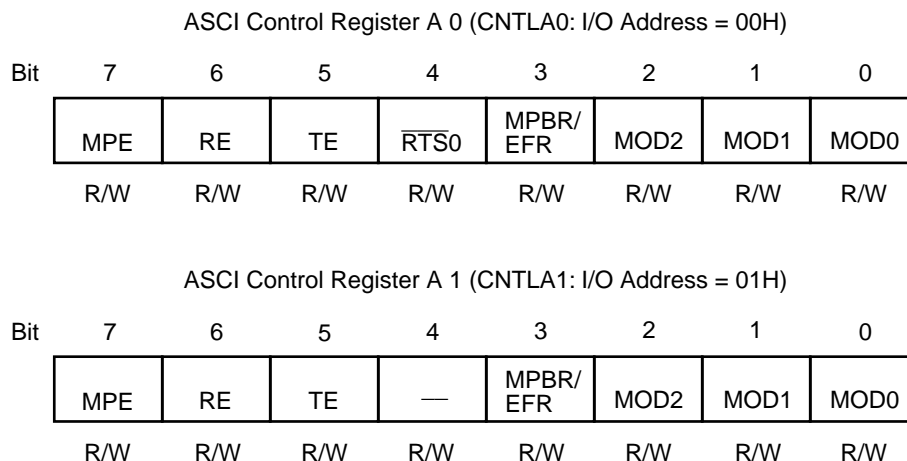 ASCI Control Register A 0 (CNTLA0: I/O Address = 00H)
Bit 7 6 5 4 3 2 1 0
MPE RE TE R̅T̅S̅0 MPBR/ EFR MOD2 MOD1 MOD0
R/W R/W R/W R/W R/W R/W R/W R/W
ASCI Control Register A 1 (CNTLA1: I/O Address = 01H)
Bit 7 6 5 4 3 2 1 0
MPE RE TE — MPBR/ EFR MOD2 MOD1 MOD0
R/W R/W R/W R/W R/W R/W R/W R/W